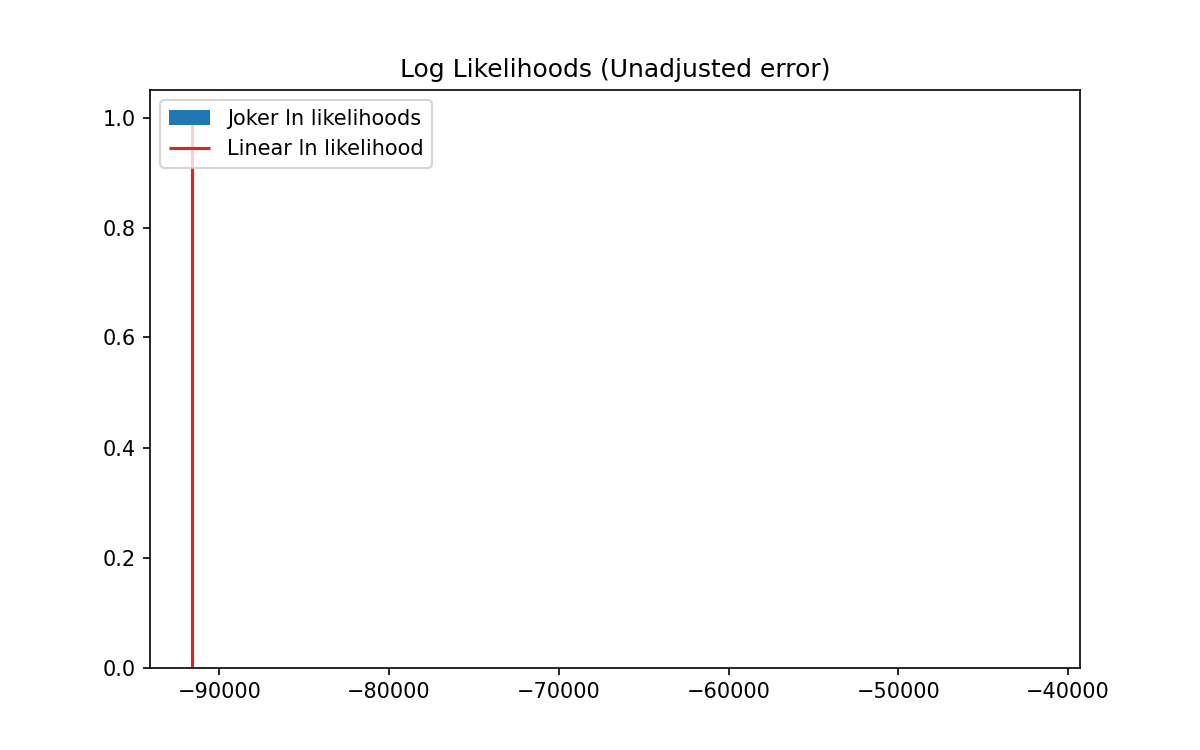 Log Likelihoods (Unadjusted error)
Joker ln likelihoods
Linear ln likelihood
1.0
0.8
0.6
0.4
0.2
0.0
−90000 −80000 −70000 −60000 −50000 −40000